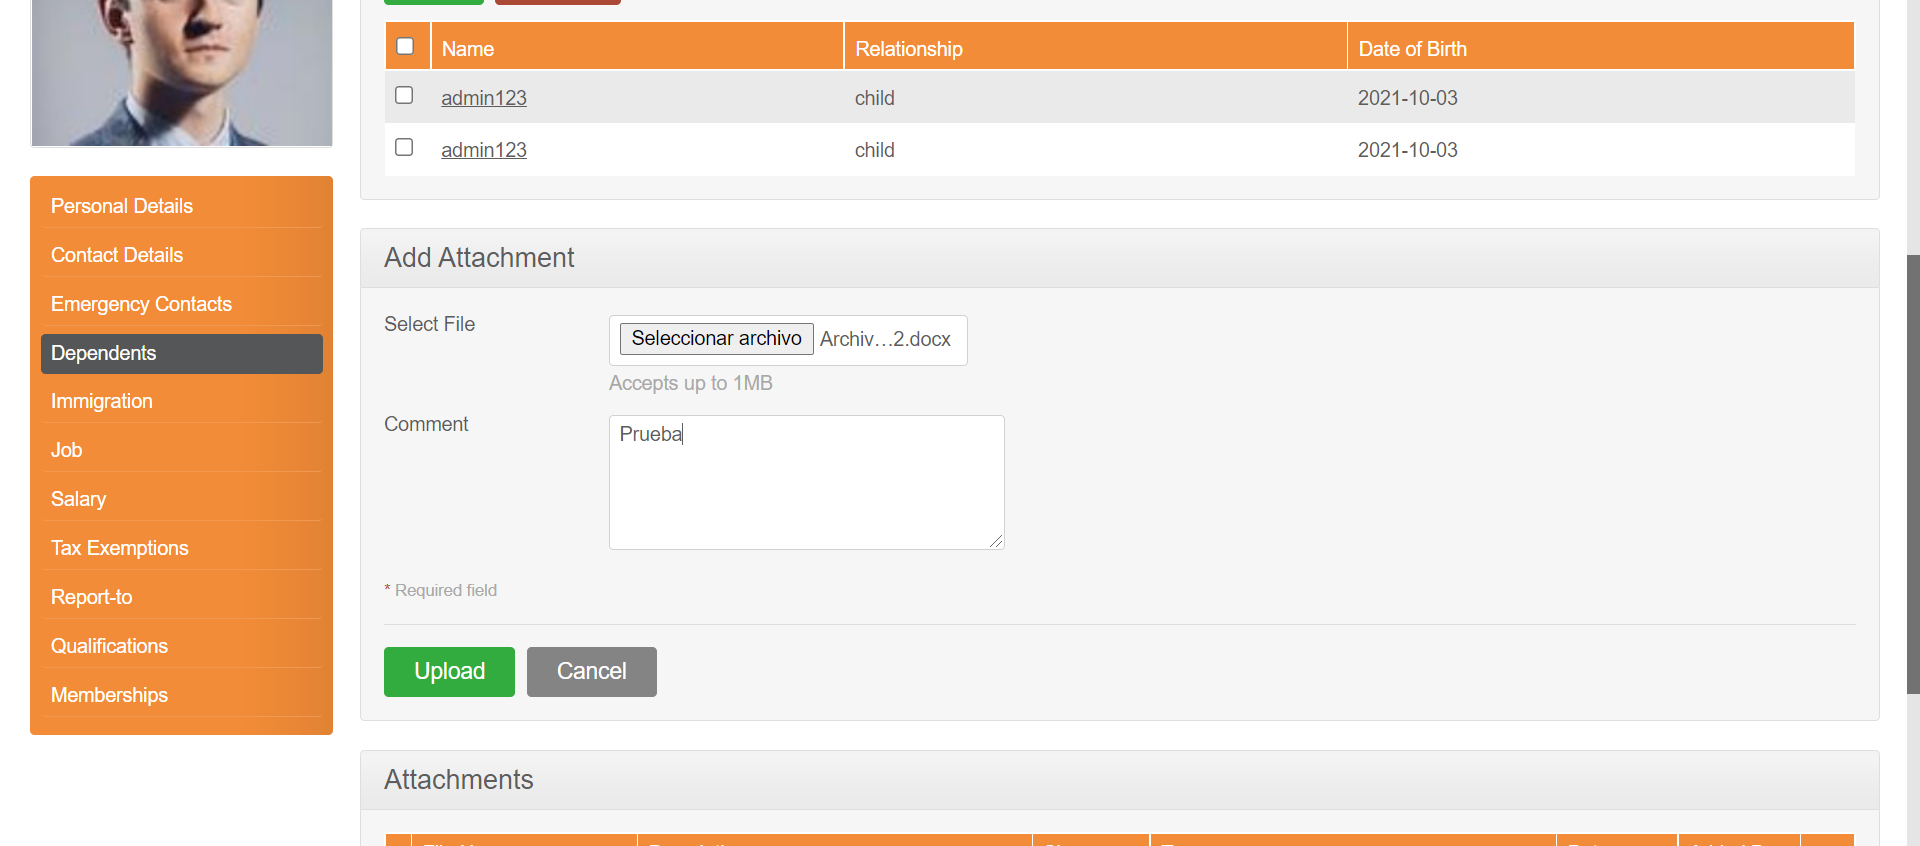 Name Relationship Date of Birth
admin123 child 2021-10-03
admin123 child 2021-10-03
Personal Details
Contact Details
Emergency Contacts
Dependents
Immigration
Job
Salary
Tax Exemptions
Report-to
Qualifications
Memberships
Add Attachment
Select File
Seleccionar archivo Archiv...2.docx
Accepts up to 1MB
Comment
Prueba
* Required field
Upload Cancel
Attachments